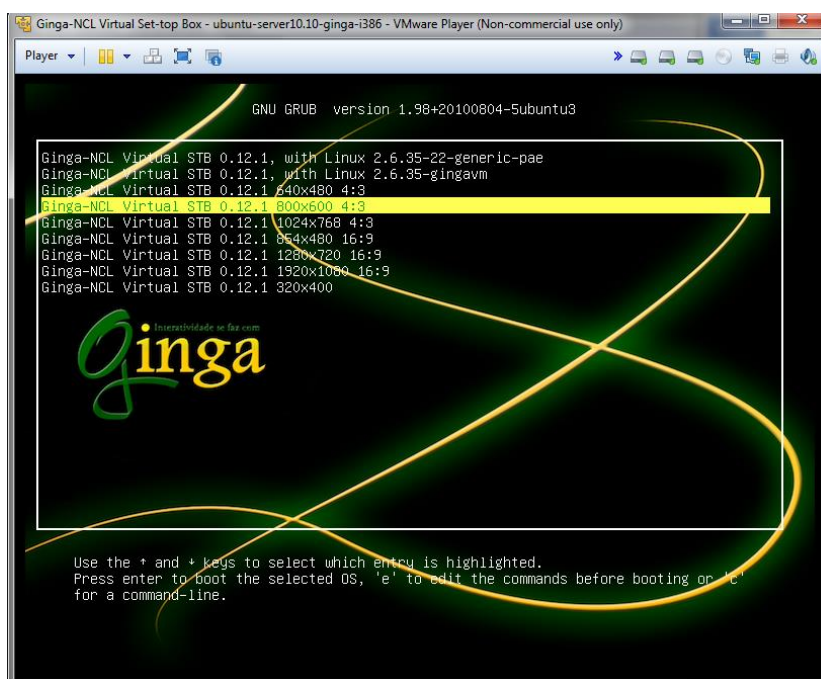 Ginga-NCL Virtual Set-top Box - ubuntu-server10.10-ginga-i386 - VMware Player (Non-commercial use only)
Player
GNU GRUB version 1.98+20100804-5ubuntu3
Ginga-NCL Virtual STB 0.12.1, with Linux 2.6.35-22-generic-pae
Ginga-NCL Virtual STB 0.12.1, with Linux 2.6.35-gingavm
Ginga-NCL Virtual STB 0.12.1 640x480 4:3
Ginga-NCL Virtual STB 0.12.1 800x600 4:3
Ginga-NCL Virtual STB 0.12.1 1024x768 4:3
Ginga-NCL Virtual STB 0.12.1 854x480 16:9
Ginga-NCL Virtual STB 0.12.1 1280x720 16:9
Ginga-NCL Virtual STB 0.12.1 1920x1080 16:9
Ginga-NCL Virtual STB 0.12.1 320x400
Interatividade se faz com
Ginga
Use the ↑ and ↓ keys to select which entry is highlighted.
Press enter to boot the selected OS, 'e' to edit the commands before booting or 'c'
for a command-line.